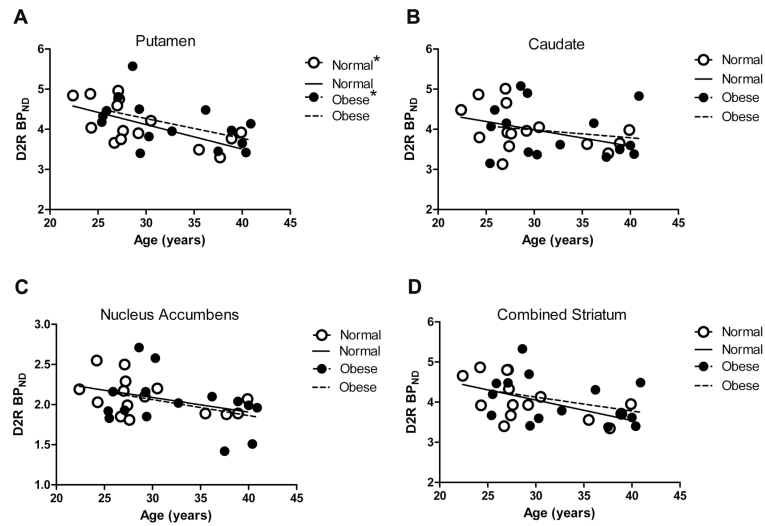 A
Putamen
6
5
4
3
2
D2R BPND
20 25 30 35 40 45
Age (years)
Normal*
Normal
Obese*
Obese
B
Caudate
6
5
4
3
2
D2R BPND
20 25 30 35 40 45
Age (years)
Normal
Normal
Obese
Obese
C
Nucleus Accumbens
3.0
2.5
2.0
1.5
1.0
D2R BPND
20 25 30 35 40 45
Age (years)
Normal
Normal
Obese
Obese
D
Combined Striatum
6
5
4
3
2
D2R BPND
20 25 30 35 40 45
Age (years)
Normal
Normal
Obese
Obese